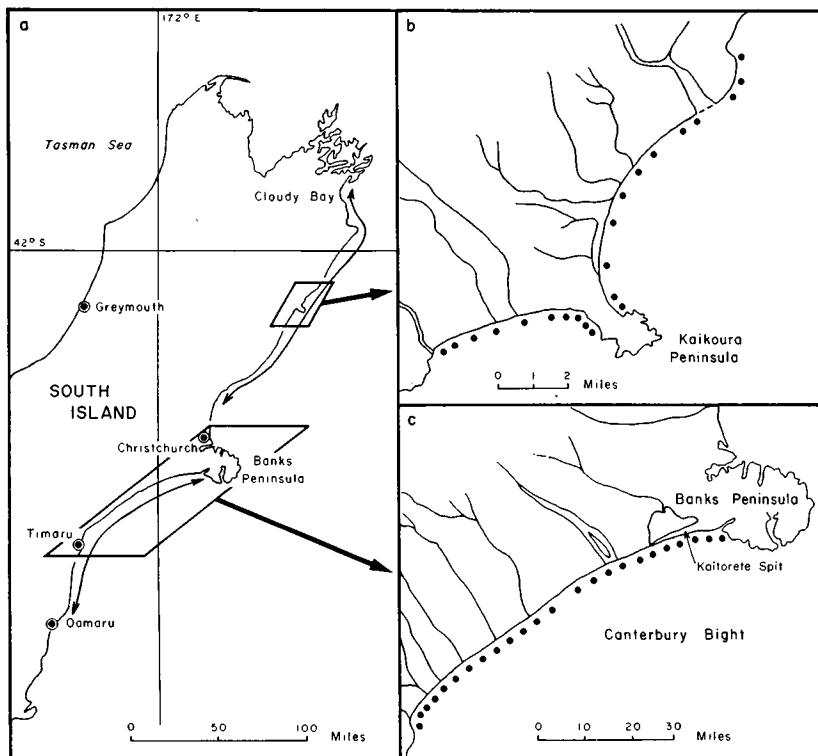 a
172° E
Tasman Sea
Cloudy Bay
42° S
Greymouth
SOUTH
ISLAND
Christchurch
Banks
Peninsula
Timaru
Oamaru
0 50 100
Miles
b
Kaikoura
Peninsula
0 1 2
Miles
c
Banks Peninsula
Kaitorete Spit
Canterbury Bight
0 10 20 30
Miles